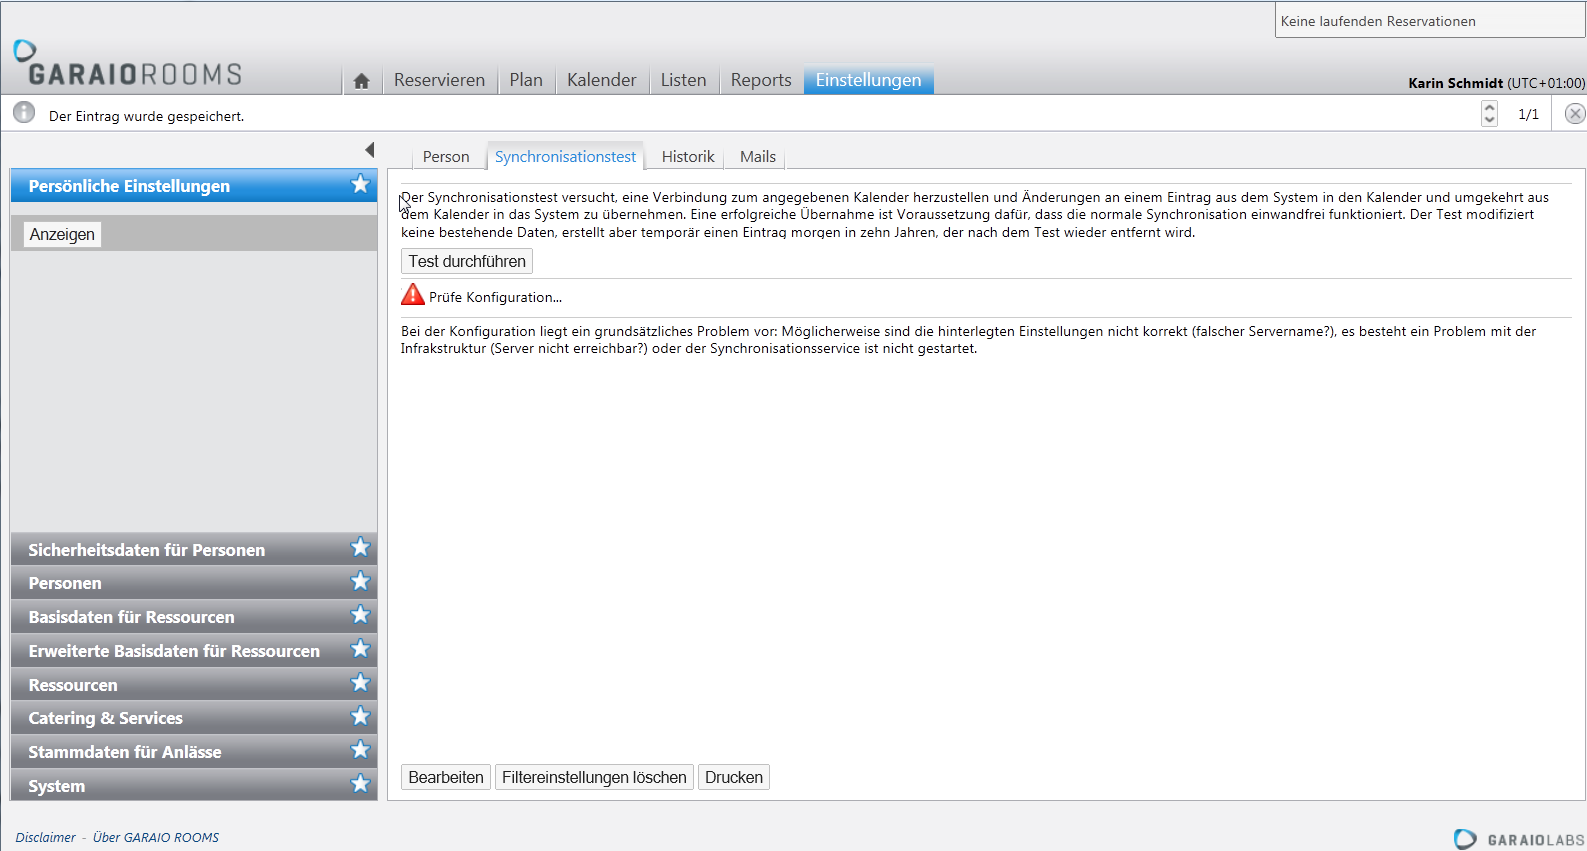 Keine laufenden Reservationen
GARAIOROOMS
Reservieren Plan Kalender Listen Reports Einstellungen
Karin Schmidt (UTC+01:00)
Der Eintrag wurde gespeichert.
1/1
Person Synchronisationstest Historik Mails
Persönliche Einstellungen
Anzeigen
Sicherheitsdaten für Personen
Personen
Basisdaten für Ressourcen
Erweiterte Basisdaten für Ressourcen
Ressourcen
Catering & Services
Stammdaten für Anlässe
System
Der Synchronisationstest versucht, eine Verbindung zum angegebenen Kalender herzustellen und Änderungen an einem Eintrag aus dem System in den Kalender und umgekehrt aus
dem Kalender in das System zu übernehmen. Eine erfolgreiche Übernahme ist Voraussetzung dafür, dass die normale Synchronisation einwandfrei funktioniert. Der Test modifiziert
keine bestehende Daten, erstellt aber temporär einen Eintrag morgen in zehn Jahren, der nach dem Test wieder entfernt wird.
Test durchführen
Prüfe Konfiguration...
Bei der Konfiguration liegt ein grundsätzliches Problem vor: Möglicherweise sind die hinterlegten Einstellungen nicht korrekt (falscher Servername?), es besteht ein Problem mit der
Infrakstruktur (Server nicht erreichbar?) oder der Synchronisationsservice ist nicht gestartet.
Bearbeiten Filtereinstellungen löschen Drucken
Disclaimer - Über GARAIO ROOMS
GARAIOLABS